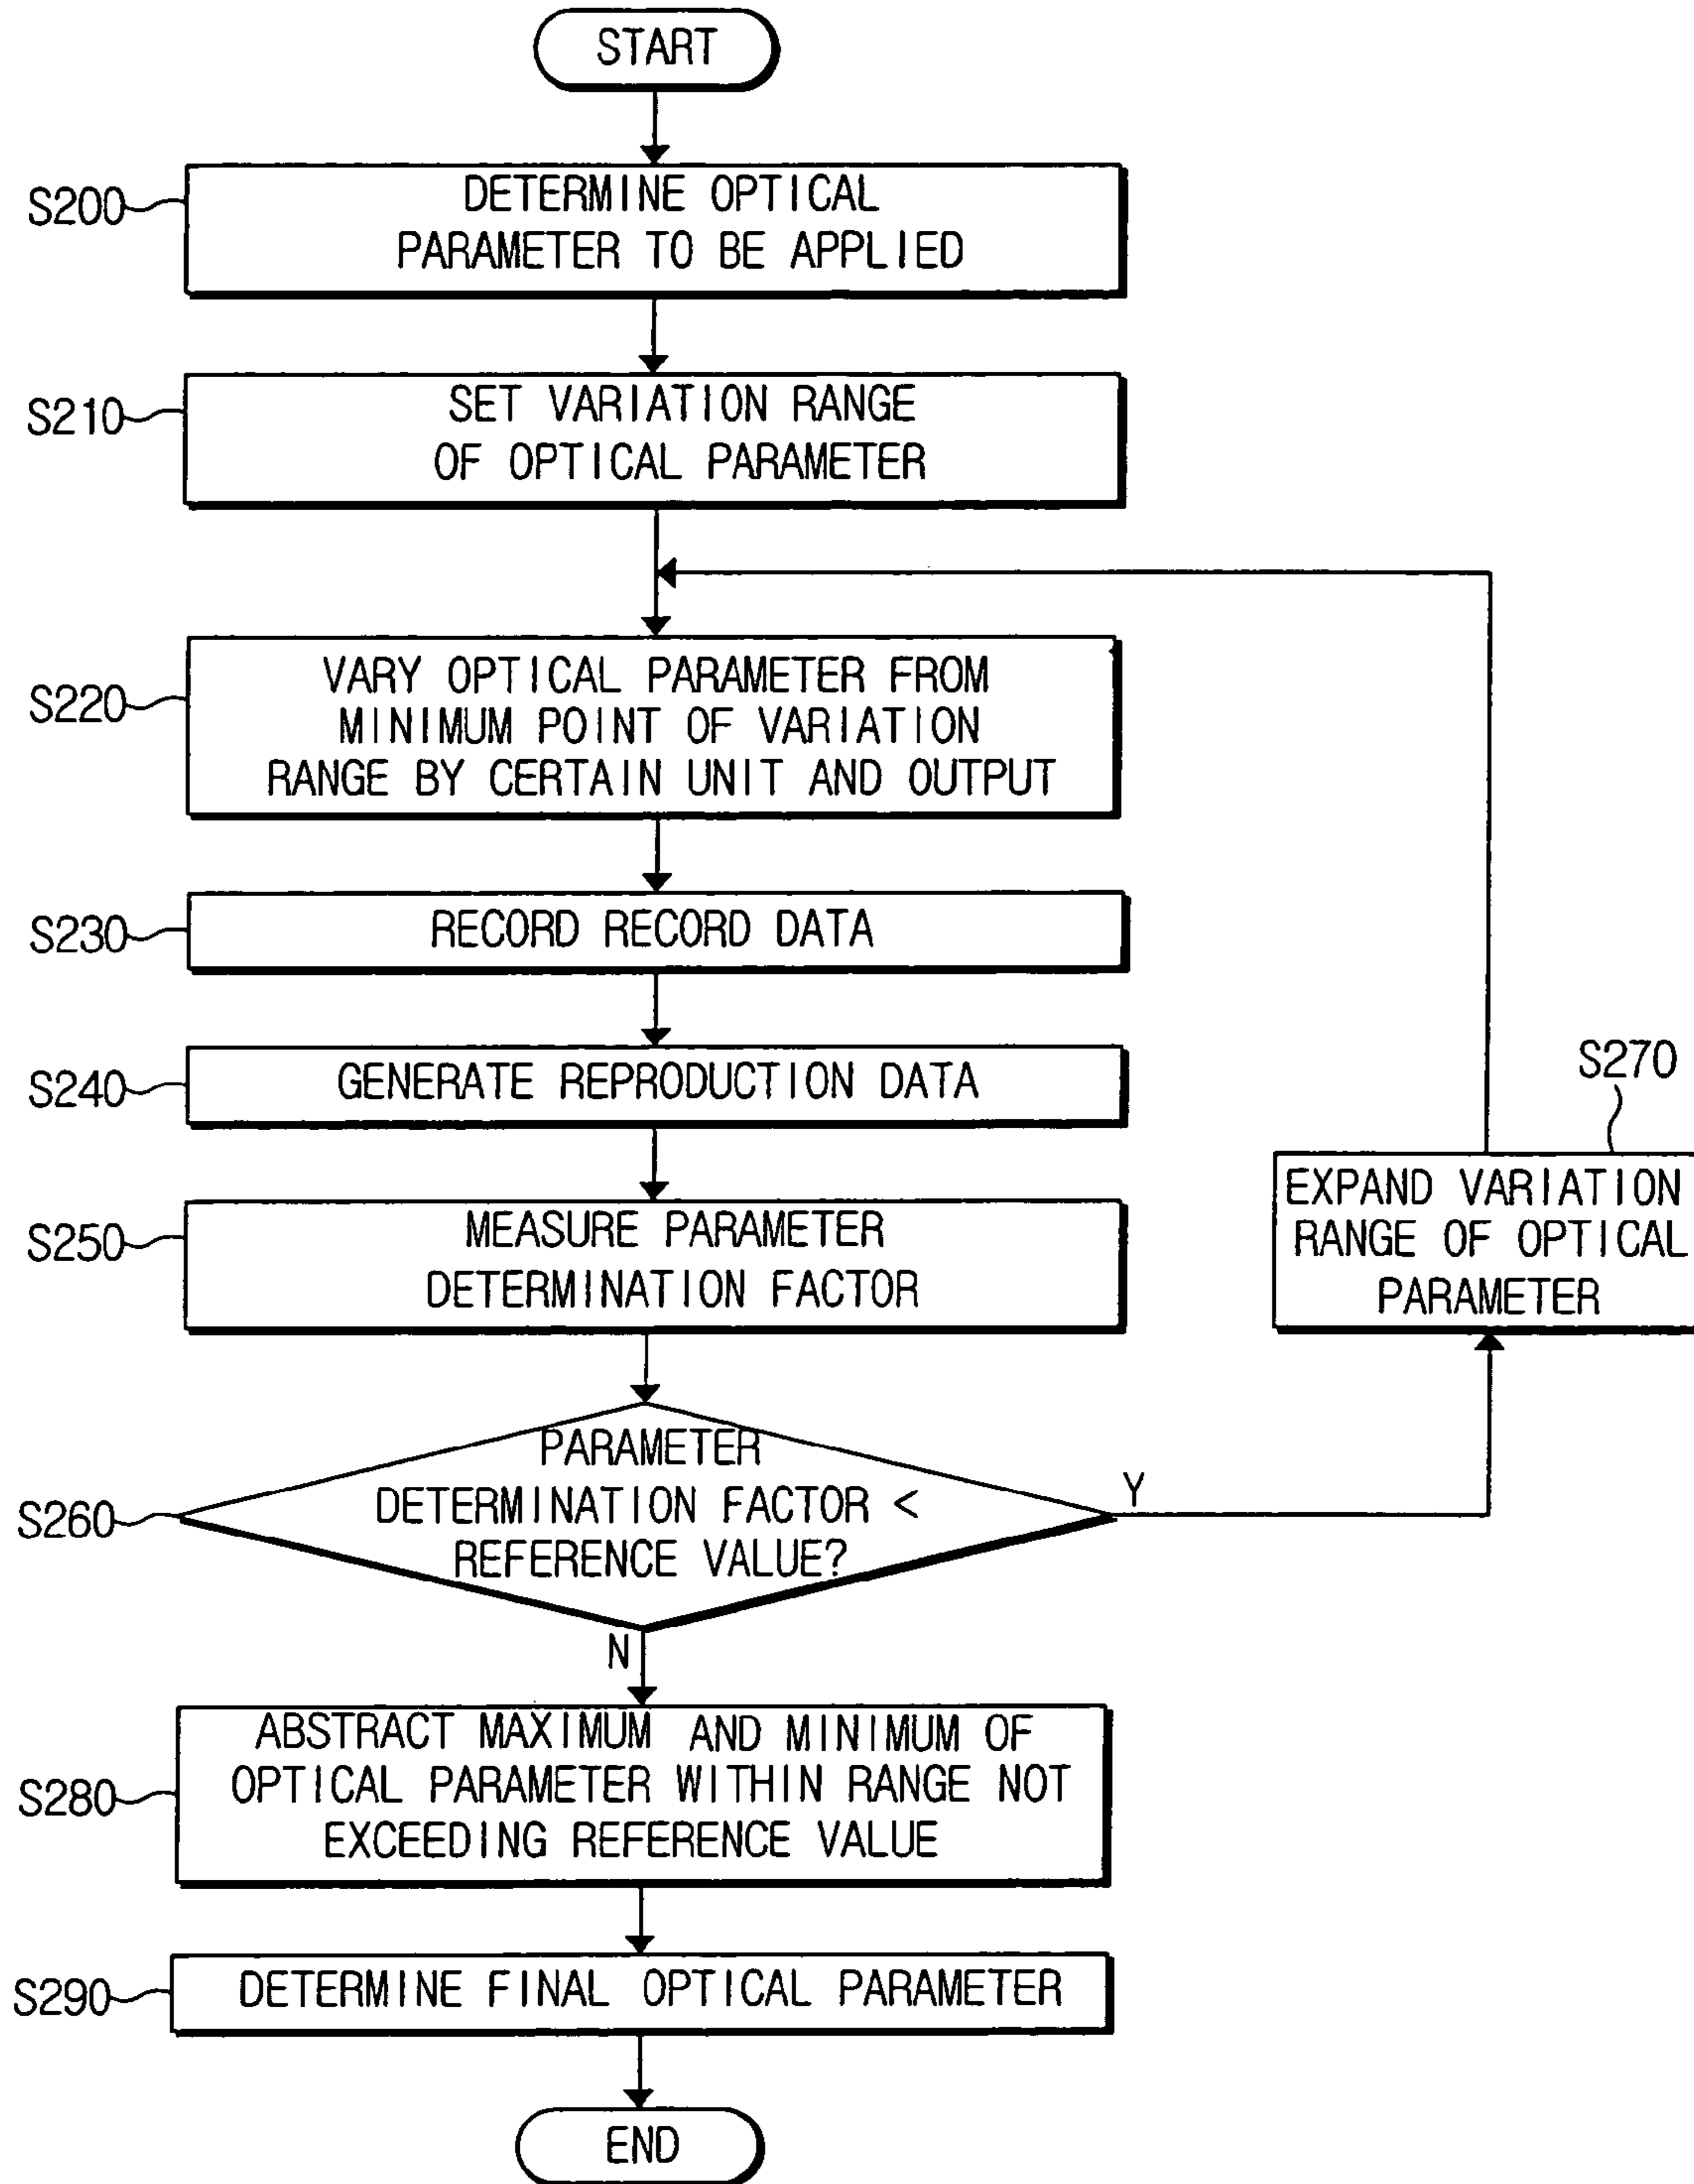 START
S200
DETERMINE OPTICAL
PARAMETER TO BE APPLIED
S210
SET VARIATION RANGE
OF OPTICAL PARAMETER
S220
VARY OPTICAL PARAMETER FROM
MINIMUM POINT OF VARIATION
RANGE BY CERTAIN UNIT AND OUTPUT
S230
RECORD RECORD DATA
S240
GENERATE REPRODUCTION DATA
S270
EXPAND VARIATION
RANGE OF OPTICAL
PARAMETER
S250
MEASURE PARAMETER
DETERMINATION FACTOR
S260
PARAMETER
DETERMINATION FACTOR <
REFERENCE VALUE?
Y
N
S280
ABSTRACT MAXIMUM AND MINIMUM OF
OPTICAL PARAMETER WITHIN RANGE NOT
EXCEEDING REFERENCE VALUE
S290
DETERMINE FINAL OPTICAL PARAMETER
END